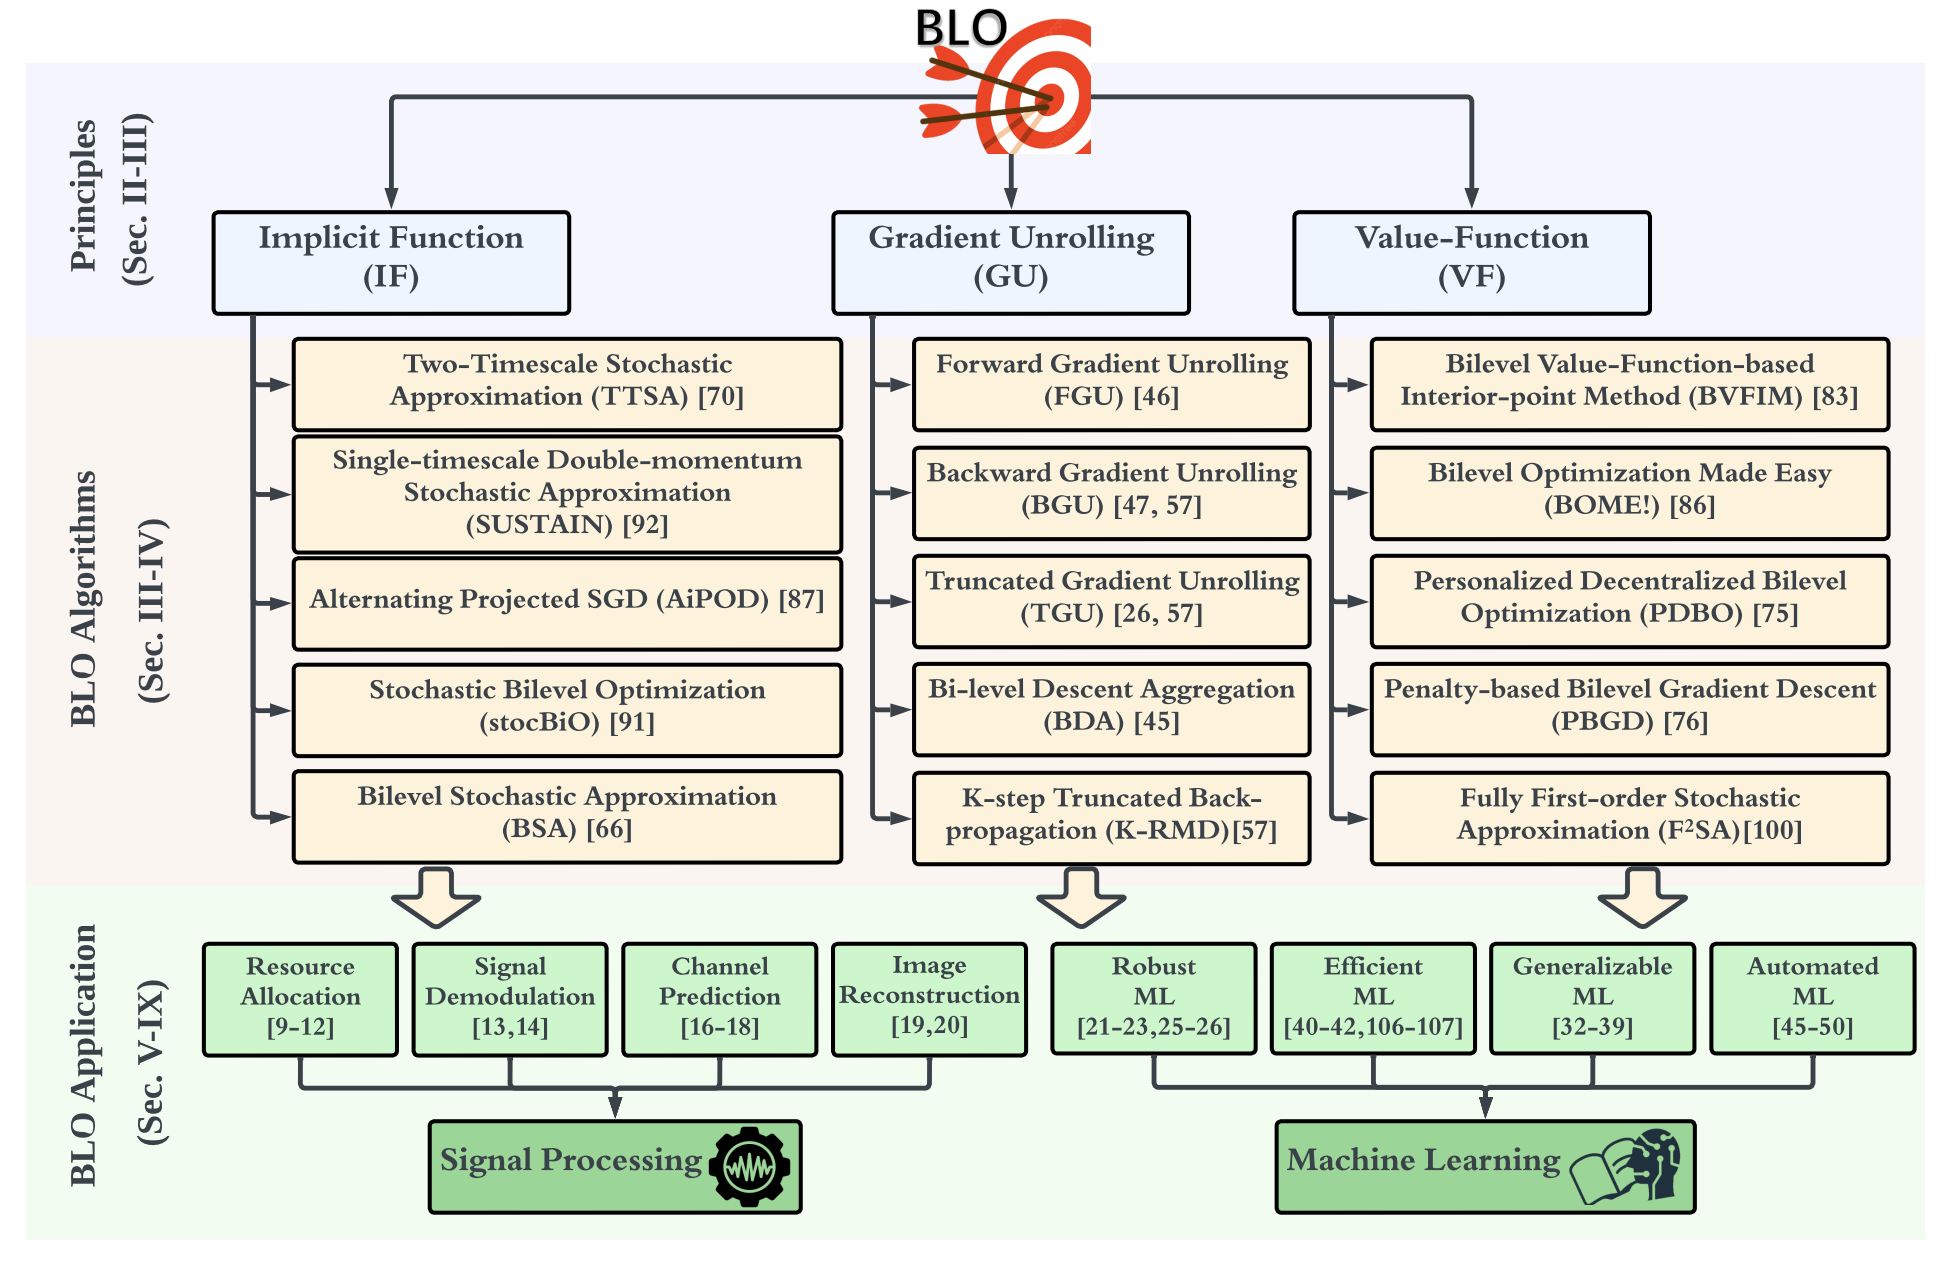 BLO
Principles
(Sec. II-III)
Implicit Function
(IF)
Gradient Unrolling
(GU)
Value-Function
(VF)
BLO Algorithms
(Sec. III-IV)
Two-Timescale Stochastic
Approximation (TTSA) [70]
Single-timescale Double-momentum
Stochastic Approximation
(SUSTAIN) [92]
Alternating Projected SGD (AiPOD) [87]
Stochastic Bilevel Optimization
(stocBiO) [91]
Bilevel Stochastic Approximation
(BSA) [66]
Forward Gradient Unrolling
(FGU) [46]
Backward Gradient Unrolling
(BGU) [47, 57]
Truncated Gradient Unrolling
(TGU) [26, 57]
Bi-level Descent Aggregation
(BDA) [45]
K-step Truncated Back-
propagation (K-RMD)[57]
Bilevel Value-Function-based
Interior-point Method (BVFIM) [83]
Bilevel Optimization Made Easy
(BOME!) [86]
Personalized Decentralized Bilevel
Optimization (PDBO) [75]
Penalty-based Bilevel Gradient Descent
(PBGD) [76]
Fully First-order Stochastic
Approximation (F²SA)[100]
BLO Application
(Sec. V-IX)
Resource
Allocation
[9-12]
Signal
Demodulation
[13,14]
Channel
Prediction
[16-18]
Image
Reconstruction
[19,20]
Robust
ML
[21-23,25-26]
Efficient
ML
[40-42,106-107]
Generalizable
ML
[32-39]
Automated
ML
[45-50]
Signal Processing
Machine Learning